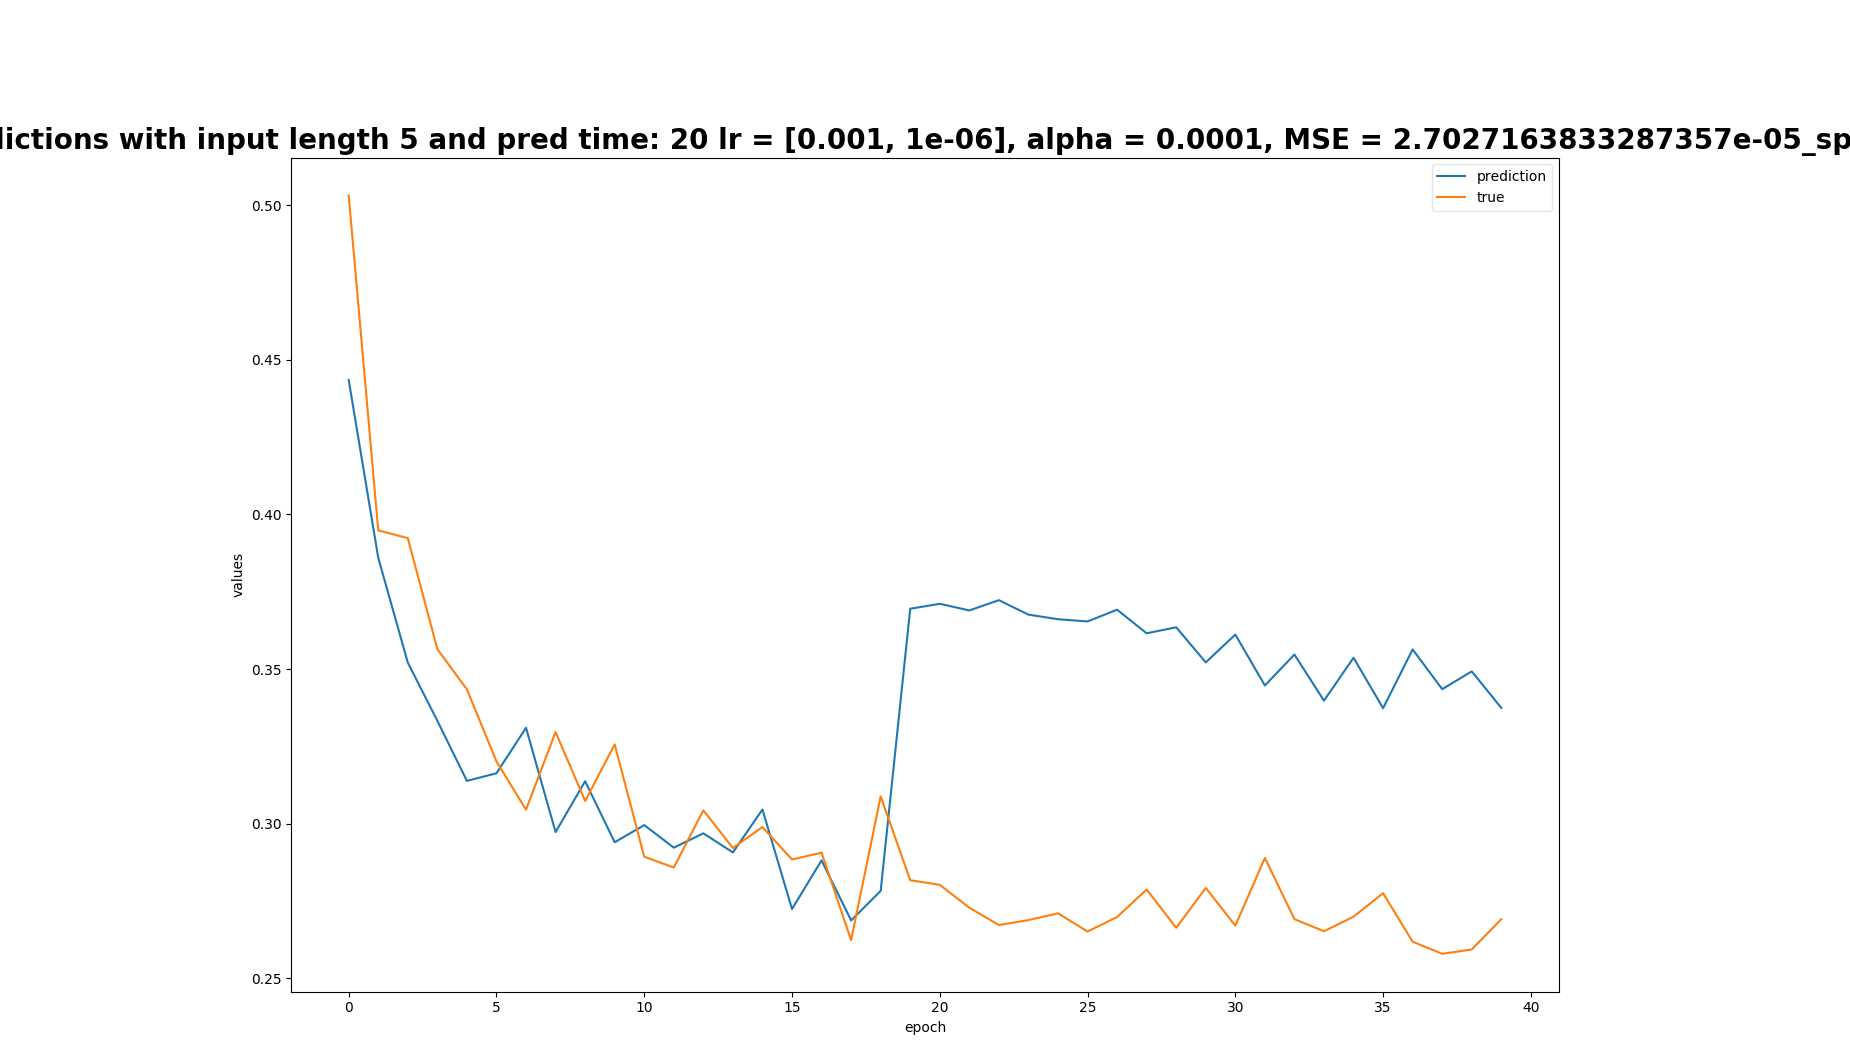 dictions with input length 5 and pred time: 20 lr = [0.001, 1e-06], alpha = 0.0001, MSE = 2.7027163833287357e-05_sp
prediction
true
0.50
0.45
0.40
0.35
0.30
0.25
values
0 5 10 15 20 25 30 35 40
epoch